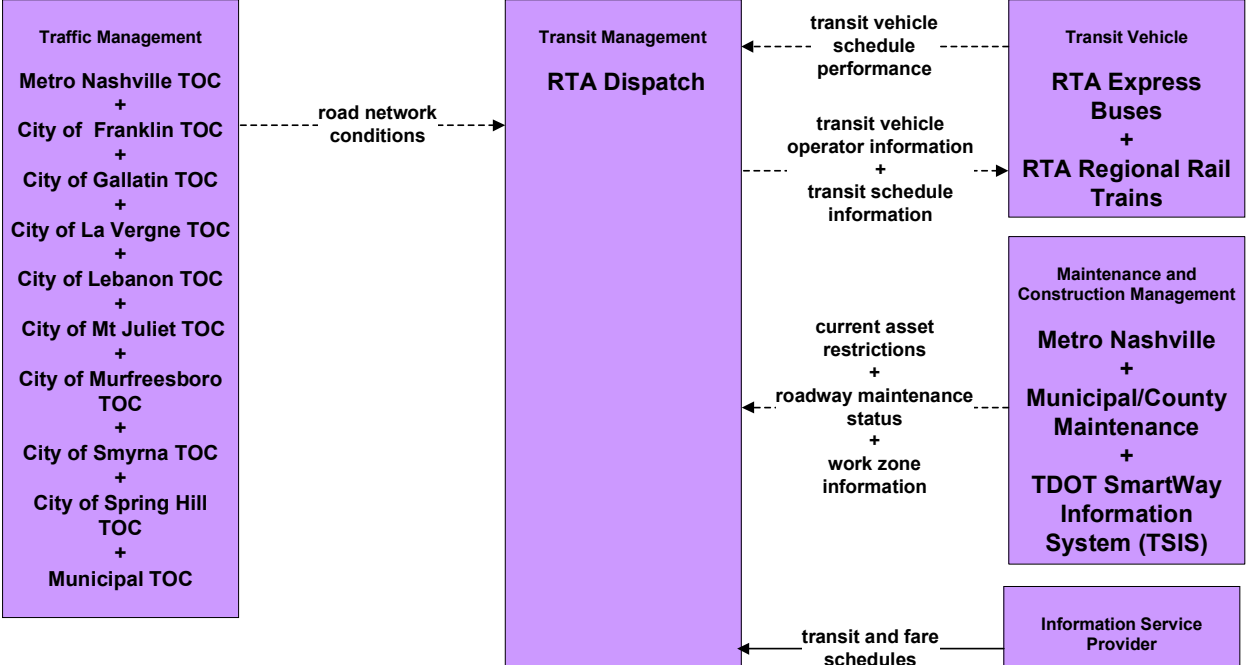 Traffic Management
Metro Nashville TOC
+
City of Franklin TOC
+
City of Gallatin TOC
+
City of La Vergne TOC
+
City of Lebanon TOC
+
City of Mt Juliet TOC
+
City of Murfreesboro
TOC
+
City of Smyrna TOC
+
City of Spring Hill
TOC
+
Municipal TOC
road network
conditions
Transit Management
RTA Dispatch
transit vehicle
schedule
performance
transit vehicle
operator information
+
transit schedule
information
current asset
restrictions
+
roadway maintenance
status
+
work zone
information
transit and fare
schedules
Transit Vehicle
RTA Express
Buses
+
RTA Regional Rail
Trains
Maintenance and
Construction Management
Metro Nashville
+
Municipal/County
Maintenance
+
TDOT SmartWay
Information
System (TSIS)
Information Service
Provider